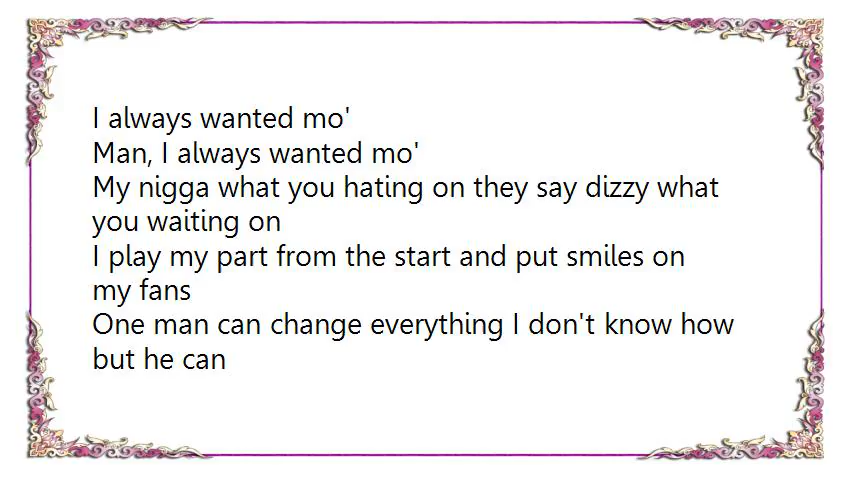 I always wanted mo'
Man, I always wanted mo'
My nigga what you hating on they say dizzy what
you waiting on
I play my part from the start and put smiles on
my fans
One man can change everything I don't know how
but he can